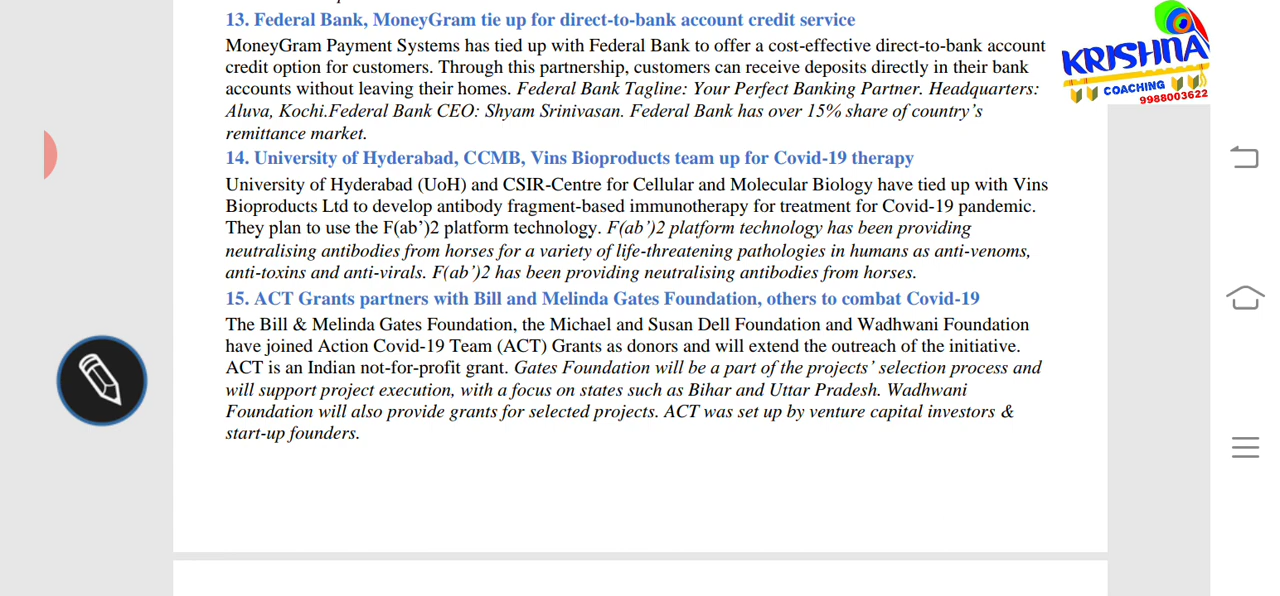 13. Federal Bank, MoneyGram tie up for direct-to-bank account credit service
MoneyGram Payment Systems has tied up with Federal Bank to offer a cost-effective direct-to-bank account
credit option for customers. Through this partnership, customers can receive deposits directly in their bank
accounts without leaving their homes. Federal Bank Tagline: Your Perfect Banking Partner. Headquarters:
Aluva, Kochi.Federal Bank CEO: Shyam Srinivasan. Federal Bank has over 15% share of country’s
remittance market.
14. University of Hyderabad, CCMB, Vins Bioproducts team up for Covid-19 therapy
University of Hyderabad (UoH) and CSIR-Centre for Cellular and Molecular Biology have tied up with Vins
Bioproducts Ltd to develop antibody fragment-based immunotherapy for treatment for Covid-19 pandemic.
They plan to use the F(ab’)2 platform technology. F(ab’)2 platform technology has been providing
neutralising antibodies from horses for a variety of life-threatening pathologies in humans as anti-venoms,
anti-toxins and anti-virals. F(ab’)2 has been providing neutralising antibodies from horses.
15. ACT Grants partners with Bill and Melinda Gates Foundation, others to combat Covid-19
The Bill & Melinda Gates Foundation, the Michael and Susan Dell Foundation and Wadhwani Foundation
have joined Action Covid-19 Team (ACT) Grants as donors and will extend the outreach of the initiative.
ACT is an Indian not-for-profit grant. Gates Foundation will be a part of the projects’ selection process and
will support project execution, with a focus on states such as Bihar and Uttar Pradesh. Wadhwani
Foundation will also provide grants for selected projects. ACT was set up by venture capital investors &
start-up founders.
KRISHNA
COACHING
9988003622